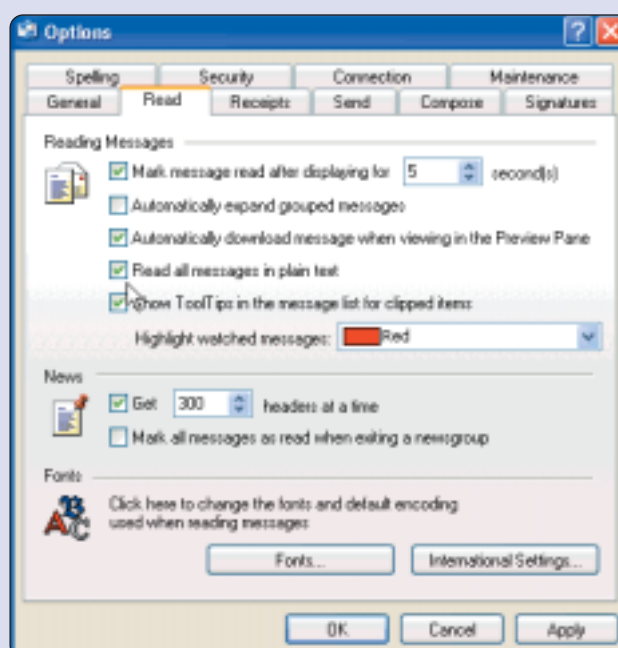 Options
Spelling Security Connection Maintenance
General Read Receipts Send Compose Signatures
Reading Messages
Mark message read after displaying for 5 second(s)
Automatically expand grouped messages
Automatically download message when viewing in the Preview Pane
Read all messages in plain text
Show ToolTips in the message list for clipped items
Highlight watched messages: Red
News
Get 300 headers at a time
Mark all messages as read when exiting a newsgroup
Fonts
Click here to change the fonts and default encoding
used when reading messages
Fonts... International Settings...
OK Cancel Apply